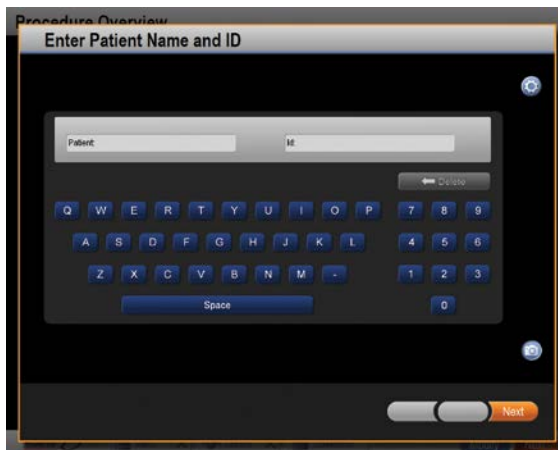 Procedure Overview
Enter Patient Name and ID
Patient: Id:
Delete
Q W E R T Y U I O P 7 8 9
A S D F G H J K L 4 5 6
Z X C V B N M - 1 2 3
Space 0
Next